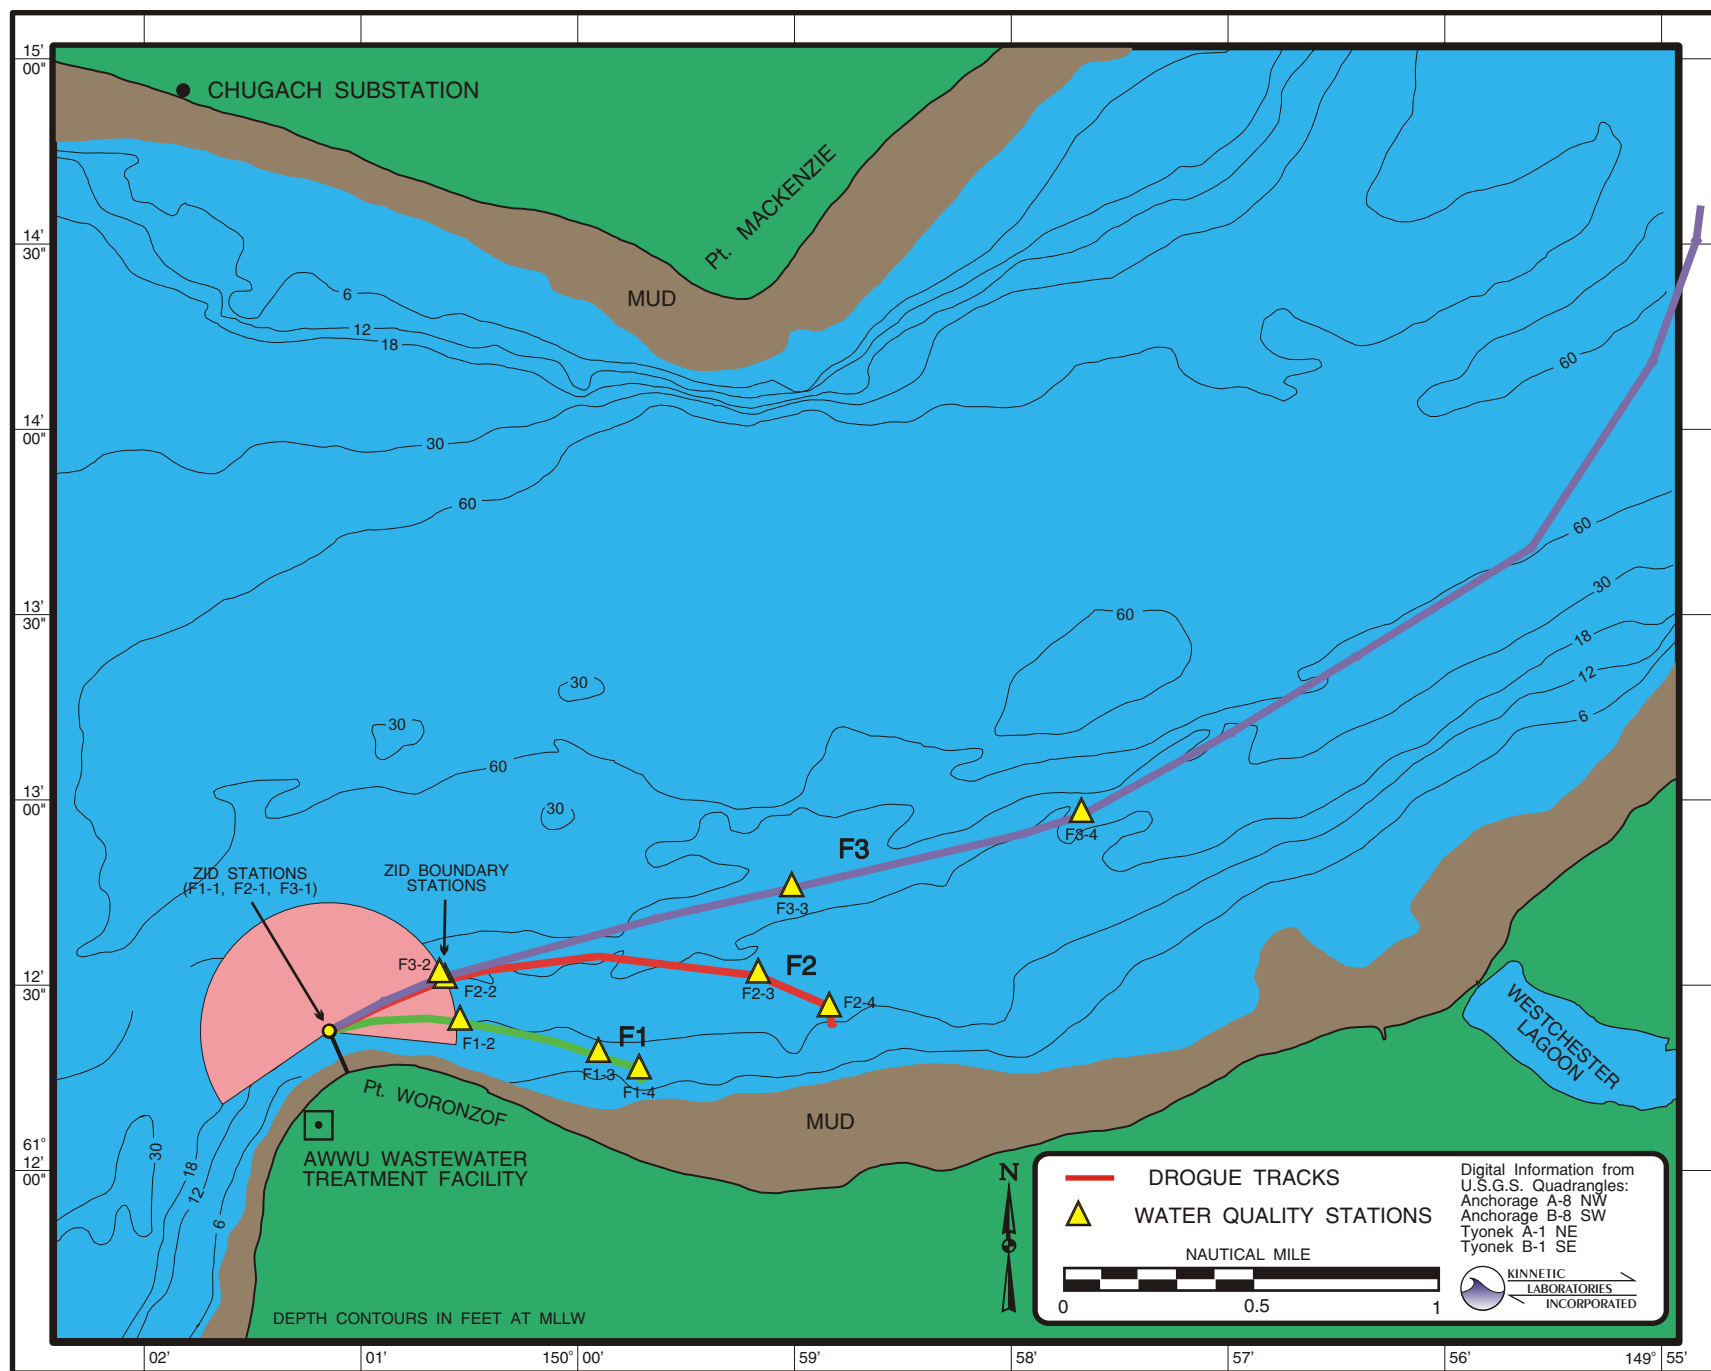 15'
00"
CHUGACH SUBSTATION
Pt. MACKENZIE
14'
30"
MUD
6
12
18
60
14'
00"
30
60
60
13'
30"
30
60
18
12
30
6
30
60
13'
00"
30
F3-4
F3
ZID STATIONS
(F1-1, F2-1, F3-1)
ZID BOUNDARY
STATIONS
F3-3
F3-2
F2
12'
30"
F2-2
F2-3
F2-4
WESTCHESTER
LAGOON
F1-2
F1
F1-3
F1-4
Pt. WORONZOF
MUD
61°
12'
00"
30
18
12
6
AWWU WASTEWATER
TREATMENT FACILITY
N
DROGUE TRACKS
WATER QUALITY STATIONS
NAUTICAL MILE
0
0.5
1
Digital Information from
U.S.G.S. Quadrangles:
Anchorage A-8 NW
Anchorage B-8 SW
Tyonek A-1 NE
Tyonek B-1 SE
KINNETIC
LABORATORIES
INCORPORATED
DEPTH CONTOURS IN FEET AT MLLW
02'
01'
150° 00'
59'
58'
57'
56'
149° 55'